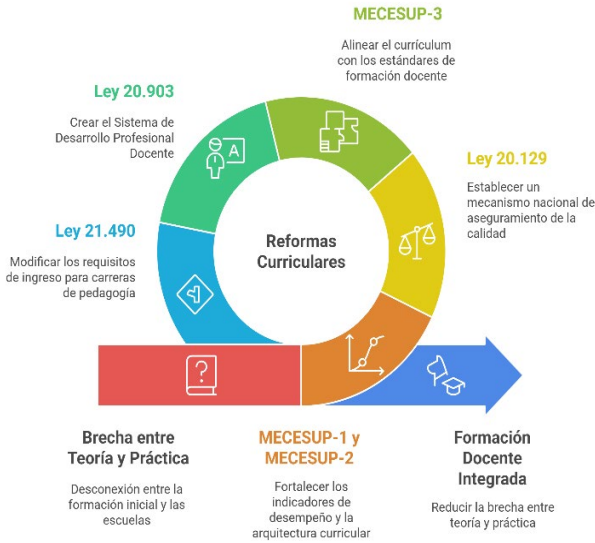 MECESUP-3
Alinear el currículum
con los estándares de
formación docente
Ley 20.903
Crear el Sistema de
Desarrollo Profesional
Docente
A
Ley 20.129
Establecer un
mecanismo nacional de
aseguramiento de la
calidad
Ley 21.490
Modificar los requisitos
de ingreso para carreras
de pedagogía
Reformas
Curriculares
?
Brecha entre
Teoría y Práctica
Desconexión entre la
formación inicial y las
escuelas
MECESUP-1 y
MECESUP-2
Fortalecer los
indicadores de
desempeño y la
arquitectura curricular
Formación
Docente
Integrada
Reducir la brecha entre
teoría y práctica